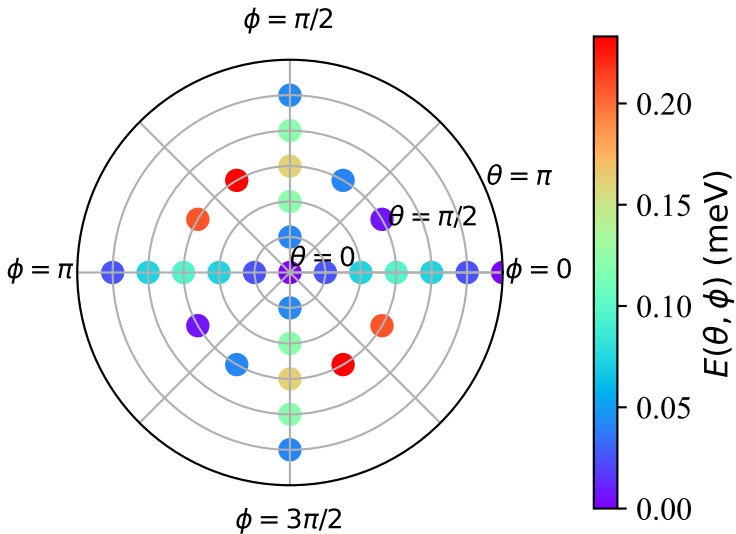 ϕ = π/2
θ = π
θ = π/2
θ = 0
ϕ = π
ϕ = 0
ϕ = 3π/2
0.20
0.15
0.10
0.05
0.00
E(θ, ϕ) (meV)